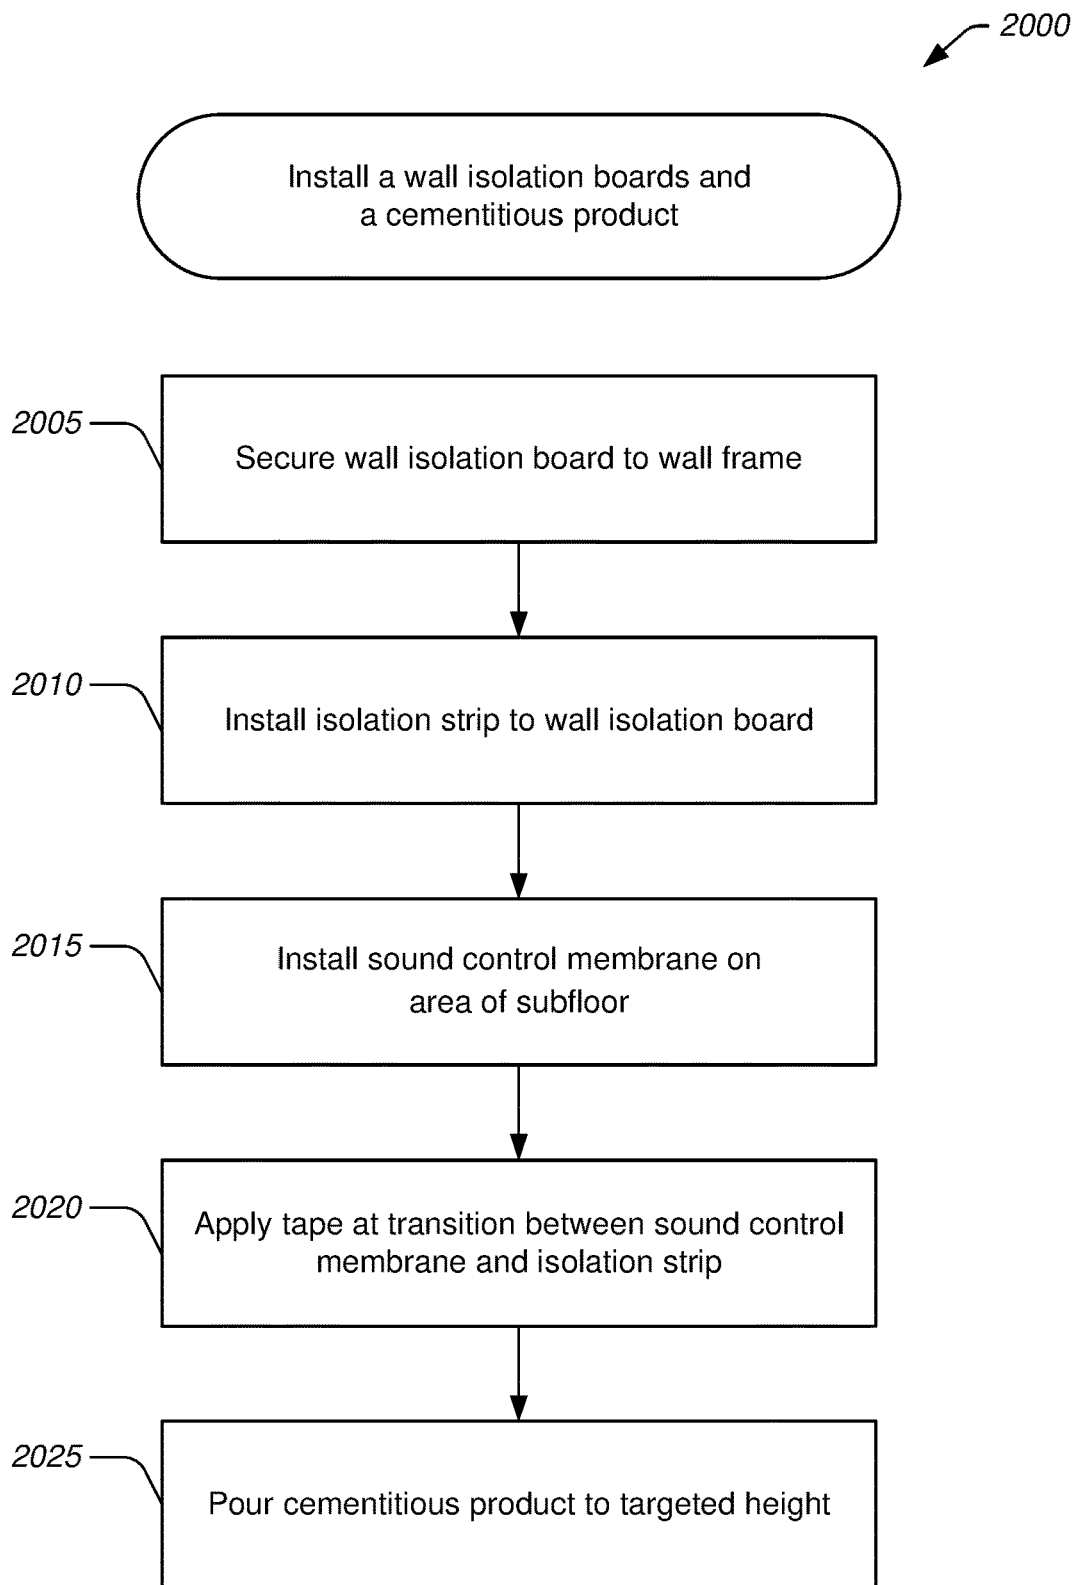 2000
Install a wall isolation boards and
a cementitious product
2005
Secure wall isolation board to wall frame
2010
Install isolation strip to wall isolation board
2015
Install sound control membrane on
area of subfloor
2020
Apply tape at transition between sound control
membrane and isolation strip
2025
Pour cementitious product to targeted height